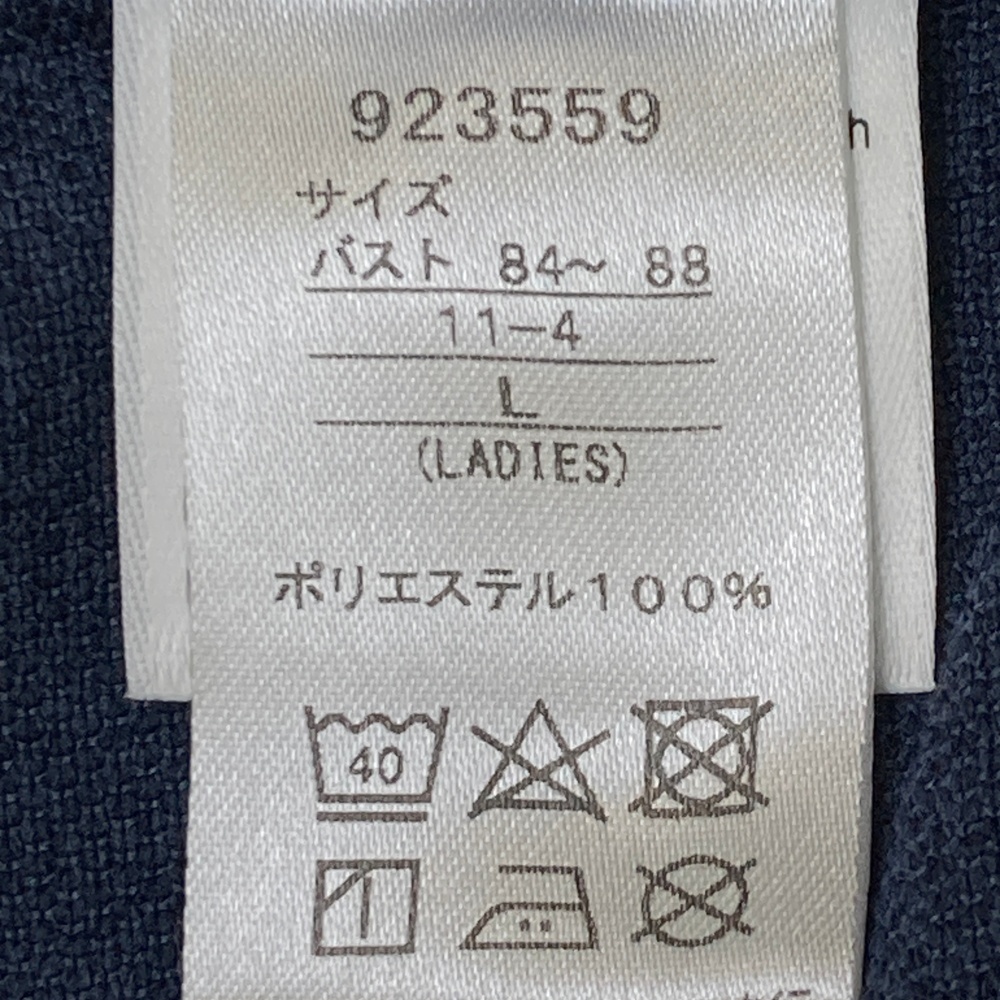 923559
サイズ
バスト 84～ 88
11－4
L
(LADIES)
ポリエステル100%
40